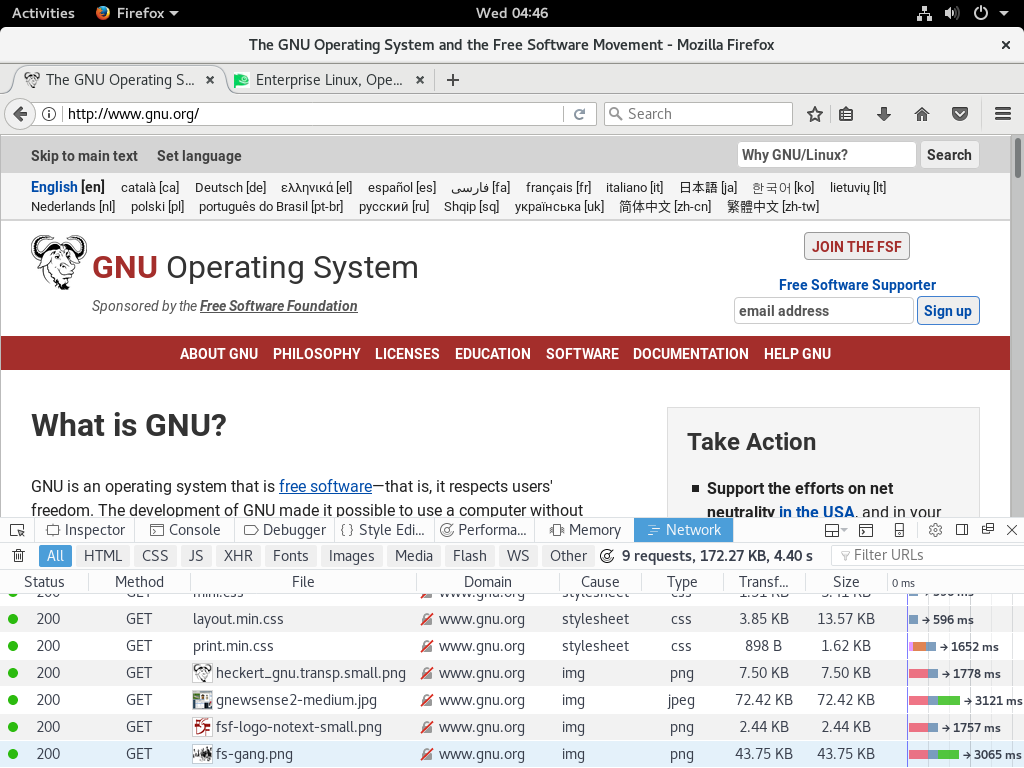 Activities Firefox Wed 04:46
The GNU Operating System and the Free Software Movement - Mozilla Firefox
The GNU Operating S... Enterprise Linux, Ope...
http://www.gnu.org/ Search
Skip to main text Set language Why GNU/Linux? Search
English [en] català [ca] Deutsch [de] ελληνικά [el] español [es] فارسی [fa] français [fr] italiano [it] 日本語 [ja] 한국어 [ko] lietuvių [lt]
Nederlands [nl] polski [pl] português do Brasil [pt-br] русский [ru] Shqip [sq] українська [uk] 简体中文 [zh-cn] 繁體中文 [zh-tw]
JOIN THE FSF
GNU Operating System
Free Software Supporter
Sponsored by the Free Software Foundation
email address Sign up
ABOUT GNU PHILOSOPHY LICENSES EDUCATION SOFTWARE DOCUMENTATION HELP GNU
What is GNU?
Take Action
GNU is an operating system that is free software—that is, it respects users'
freedom. The development of GNU made it possible to use a computer without
Support the efforts on net
neutrality in the USA, and in your
Inspector Console Debugger Style Edi... Performa... Memory Network
All HTML CSS JS XHR Fonts Images Media Flash WS Other 9 requests, 172.27 KB, 4.40 s Filter URLs
Status Method File Domain Cause Type Transf... Size 0 ms
200 GET mini.css www.gnu.org stylesheet css
200 GET layout.min.css www.gnu.org stylesheet css 3.85 KB 13.57 KB → 596 ms
200 GET print.min.css www.gnu.org stylesheet css 898 B 1.62 KB → 1652 ms
200 GET heckert_gnu.transp.small.png www.gnu.org img png 7.50 KB 7.50 KB → 1778 ms
200 GET gnewsense2-medium.jpg www.gnu.org img jpeg 72.42 KB 72.42 KB → 3121 ms
200 GET fsf-logo-notext-small.png www.gnu.org img png 2.44 KB 2.44 KB → 1757 ms
200 GET fs-gang.png www.gnu.org img png 43.75 KB 43.75 KB → 3065 ms